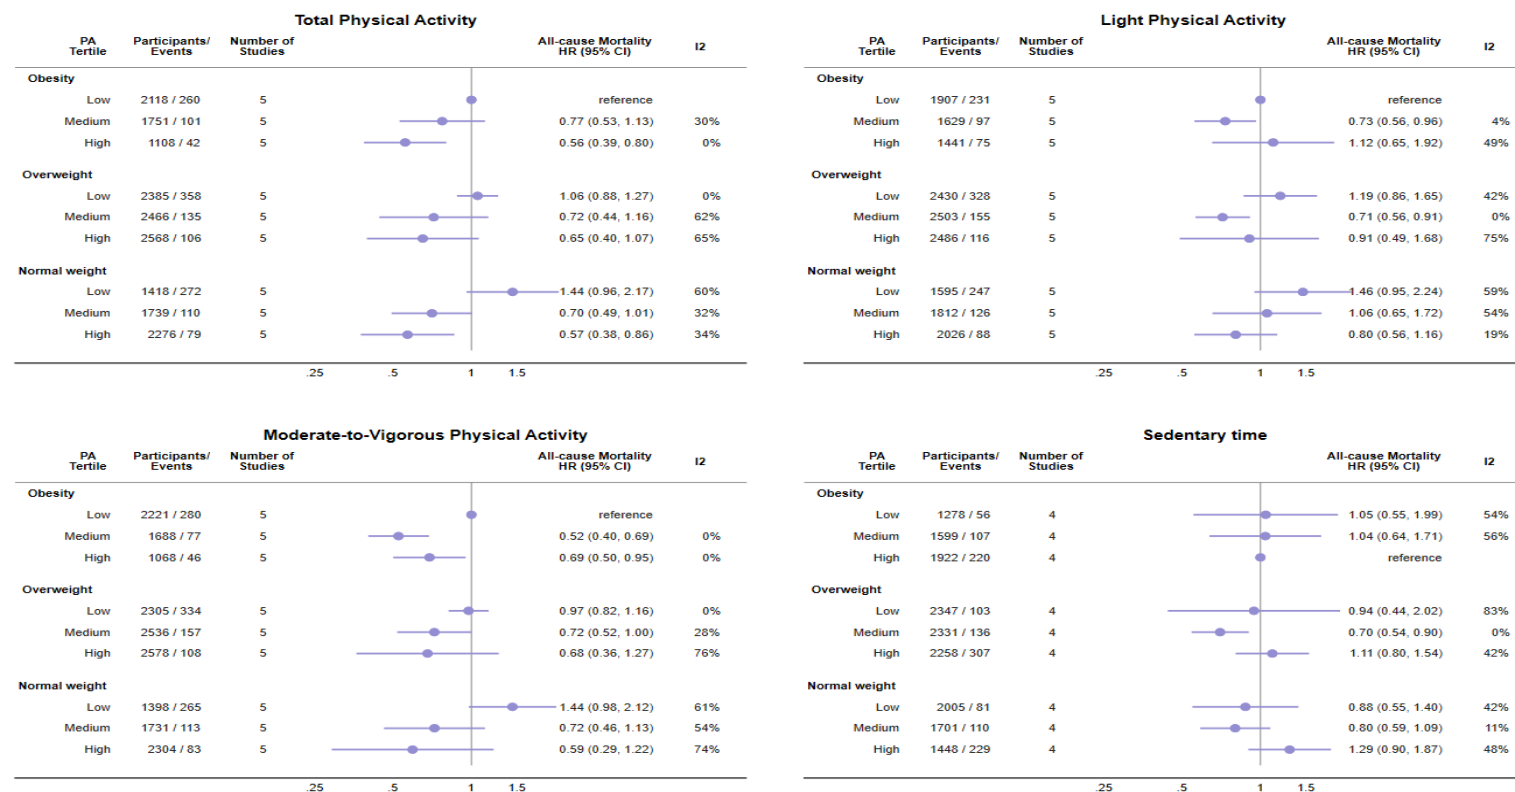 Total Physical Activity
PA Tertile Participants/ Events Number of Studies All-cause Mortality HR (95% CI) I2
Obesity
Low 2118 / 260 5 reference
Medium 1751 / 101 5 0.77 (0.53, 1.13) 30%
High 1108 / 42 5 0.56 (0.39, 0.80) 0%
Overweight
Low 2385 / 358 5 1.06 (0.88, 1.27) 0%
Medium 2466 / 135 5 0.72 (0.44, 1.16) 62%
High 2568 / 106 5 0.65 (0.40, 1.07) 65%
Normal weight
Low 1418 / 272 5 1.44 (0.96, 2.17) 60%
Medium 1739 / 110 5 0.70 (0.49, 1.01) 32%
High 2276 / 79 5 0.57 (0.38, 0.86) 34%
.25 .5 1 1.5
Light Physical Activity
PA Tertile Participants/ Events Number of Studies All-cause Mortality HR (95% CI) I2
Obesity
Low 1907 / 231 5 reference
Medium 1629 / 97 5 0.73 (0.56, 0.96) 4%
High 1441 / 75 5 1.12 (0.65, 1.92) 49%
Overweight
Low 2430 / 328 5 1.19 (0.86, 1.65) 42%
Medium 2503 / 155 5 0.71 (0.56, 0.91) 0%
High 2486 / 116 5 0.91 (0.49, 1.68) 75%
Normal weight
Low 1595 / 247 5 1.46 (0.95, 2.24) 59%
Medium 1812 / 126 5 1.06 (0.65, 1.72) 54%
High 2026 / 88 5 0.80 (0.56, 1.16) 19%
.25 .5 1 1.5
Moderate-to-Vigorous Physical Activity
PA Tertile Participants/ Events Number of Studies All-cause Mortality HR (95% CI) I2
Obesity
Low 2221 / 280 5 reference
Medium 1688 / 77 5 0.52 (0.40, 0.69) 0%
High 1068 / 46 5 0.69 (0.50, 0.95) 0%
Overweight
Low 2305 / 334 5 0.97 (0.82, 1.16) 0%
Medium 2536 / 157 5 0.72 (0.52, 1.00) 28%
High 2578 / 108 5 0.68 (0.36, 1.27) 76%
Normal weight
Low 1398 / 265 5 1.44 (0.98, 2.12) 61%
Medium 1731 / 113 5 0.72 (0.46, 1.13) 54%
High 2304 / 83 5 0.59 (0.29, 1.22) 74%
.25 .5 1 1.5
Sedentary time
PA Tertile Participants/ Events Number of Studies All-cause Mortality HR (95% CI) I2
Obesity
Low 1278 / 56 4 1.05 (0.55, 1.99) 54%
Medium 1599 / 107 4 1.04 (0.64, 1.71) 56%
High 1922 / 220 4 reference
Overweight
Low 2347 / 103 4 0.94 (0.44, 2.02) 83%
Medium 2331 / 136 4 0.70 (0.54, 0.90) 0%
High 2258 / 307 4 1.11 (0.80, 1.54) 42%
Normal weight
Low 2005 / 81 4 0.88 (0.55, 1.40) 42%
Medium 1701 / 110 4 0.80 (0.59, 1.09) 11%
High 1448 / 229 4 1.29 (0.90, 1.87) 48%
.25 .5 1 1.5